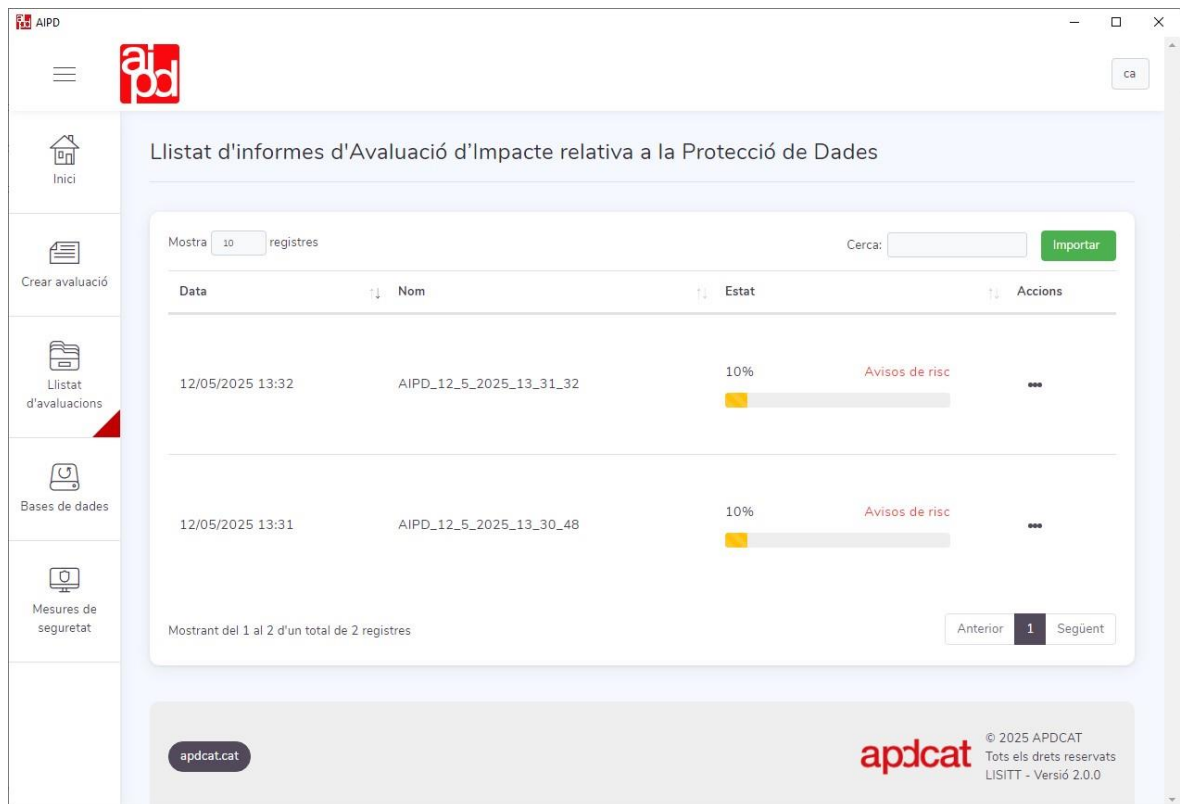 AIPD
aipd
ca
Inici
Crear avaluació
Llistat
d'avaluacions
Bases de dades
Mesures de
seguretat
Llistat d'informes d'Avaluació d’Impacte relativa a la Protecció de Dades
Mostra 10 registres Cerca: Importar
Data Nom Estat Accions
12/05/2025 13:32 AIPD_12_5_2025_13_31_32 10% Avisos de risc
12/05/2025 13:31 AIPD_12_5_2025_13_30_48 10% Avisos de risc
Mostrant del 1 al 2 d'un total de 2 registres Anterior 1 Següent
apdcat.cat
apdcat
© 2025 APDCAT
Tots els drets reservats
LISITT - Versió 2.0.0